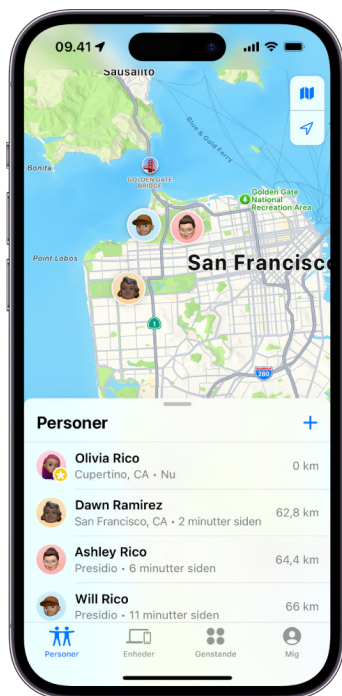 09.41
Sausalito
Blue & Gold Ferry
Bonita
GOLDEN GATE
BRIDGE
Golden Gate
National
Recreation Area
Point Lobos
San Francisco
1
280
Personer
Olivia Rico
Cupertino, CA • Nu
0 km
Dawn Ramirez
San Francisco, CA • 2 minutter siden
62,8 km
Ashley Rico
Presidio • 6 minutter siden
64,4 km
Will Rico
Presidio • 11 minutter siden
66 km
Personer
Enheder
Genstande
Mig